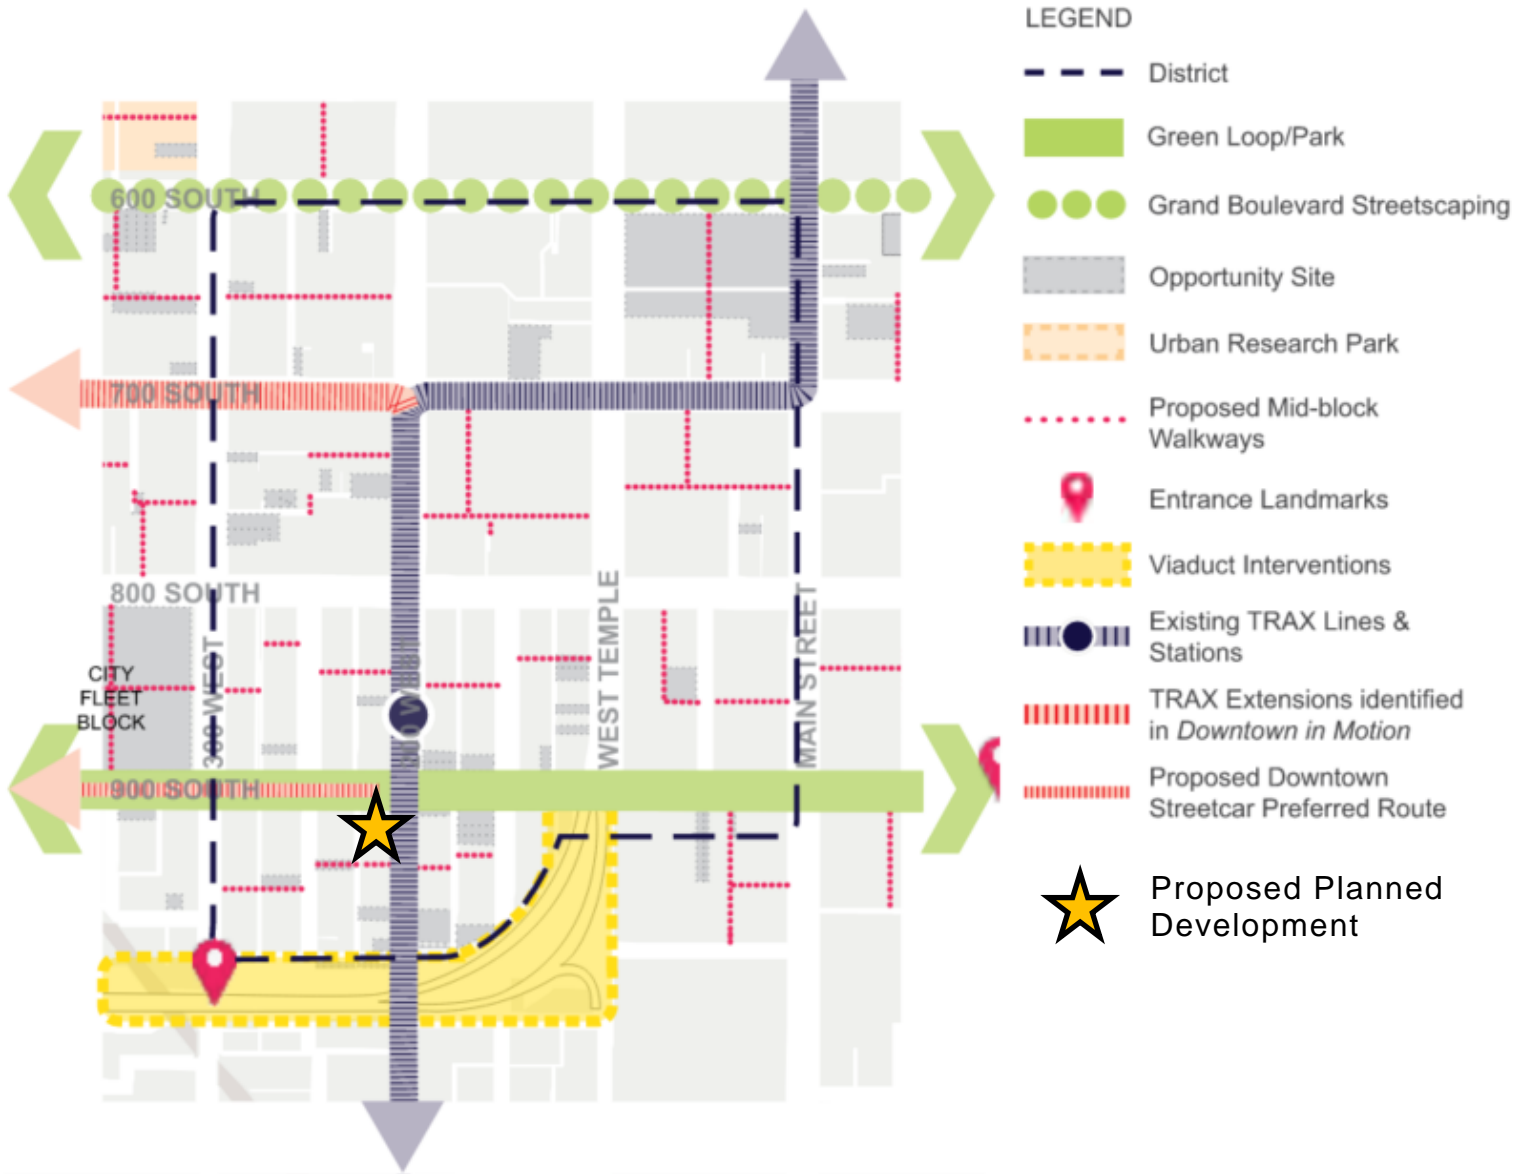 LEGEND
District
Green Loop/Park
Grand Boulevard Streetscaping
Opportunity Site
Urban Research Park
Proposed Mid-block
Walkways
Entrance Landmarks
Viaduct Interventions
Existing TRAX Lines &
Stations
TRAX Extensions identified
in Downtown in Motion
Proposed Downtown
Streetcar Preferred Route
Proposed Planned
Development
600 SOUTH
700 SOUTH
800 SOUTH
CITY
FLEET
BLOCK
300 WEST
WEST
WEST TEMPLE
MAIN STREET
900 SOUTH